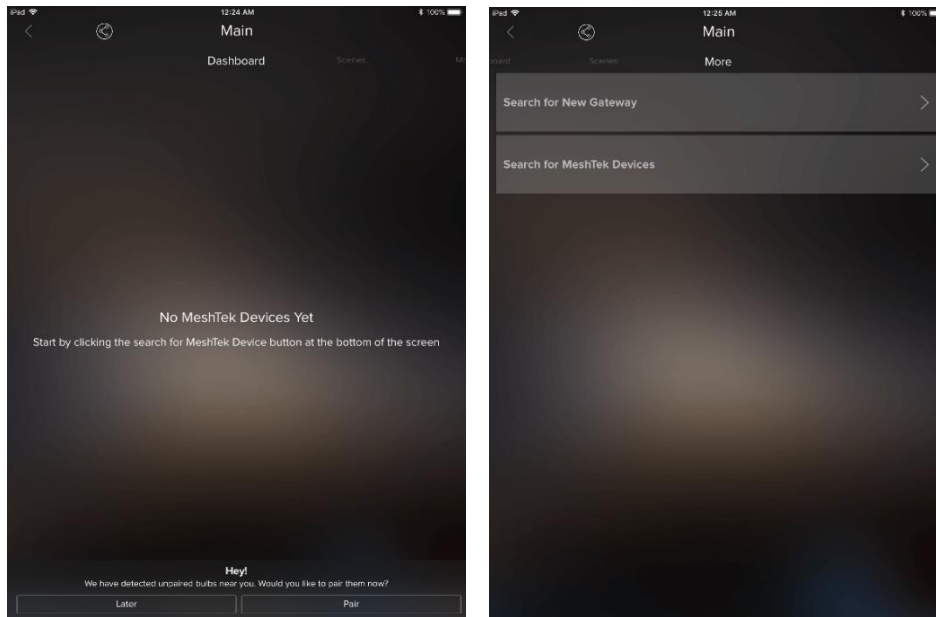 iPad 12:24 AM 100%
Main
Dashboard Scenes Mo
No MeshTek Devices Yet
Start by clicking the search for MeshTek Device button at the bottom of the screen
Hey!
We have detected unpaired bulbs near you. Would you like to pair them now?
Later Pair
iPad 12:25 AM 100%
Main
board Scenes More
Search for New Gateway
Search for MeshTek Devices